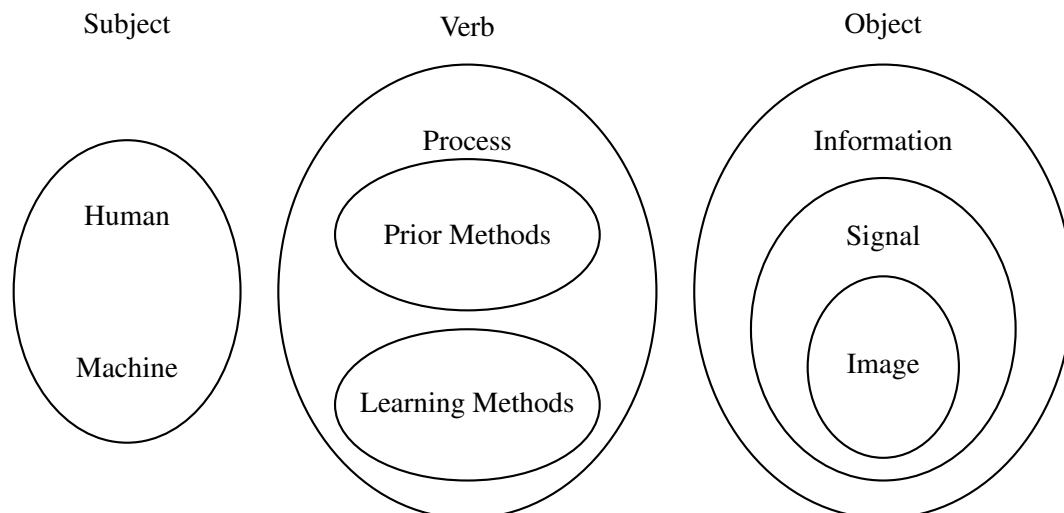 Subject
Verb
Object
Human
Machine
Process
Prior Methods
Learning Methods
Information
Signal
Image